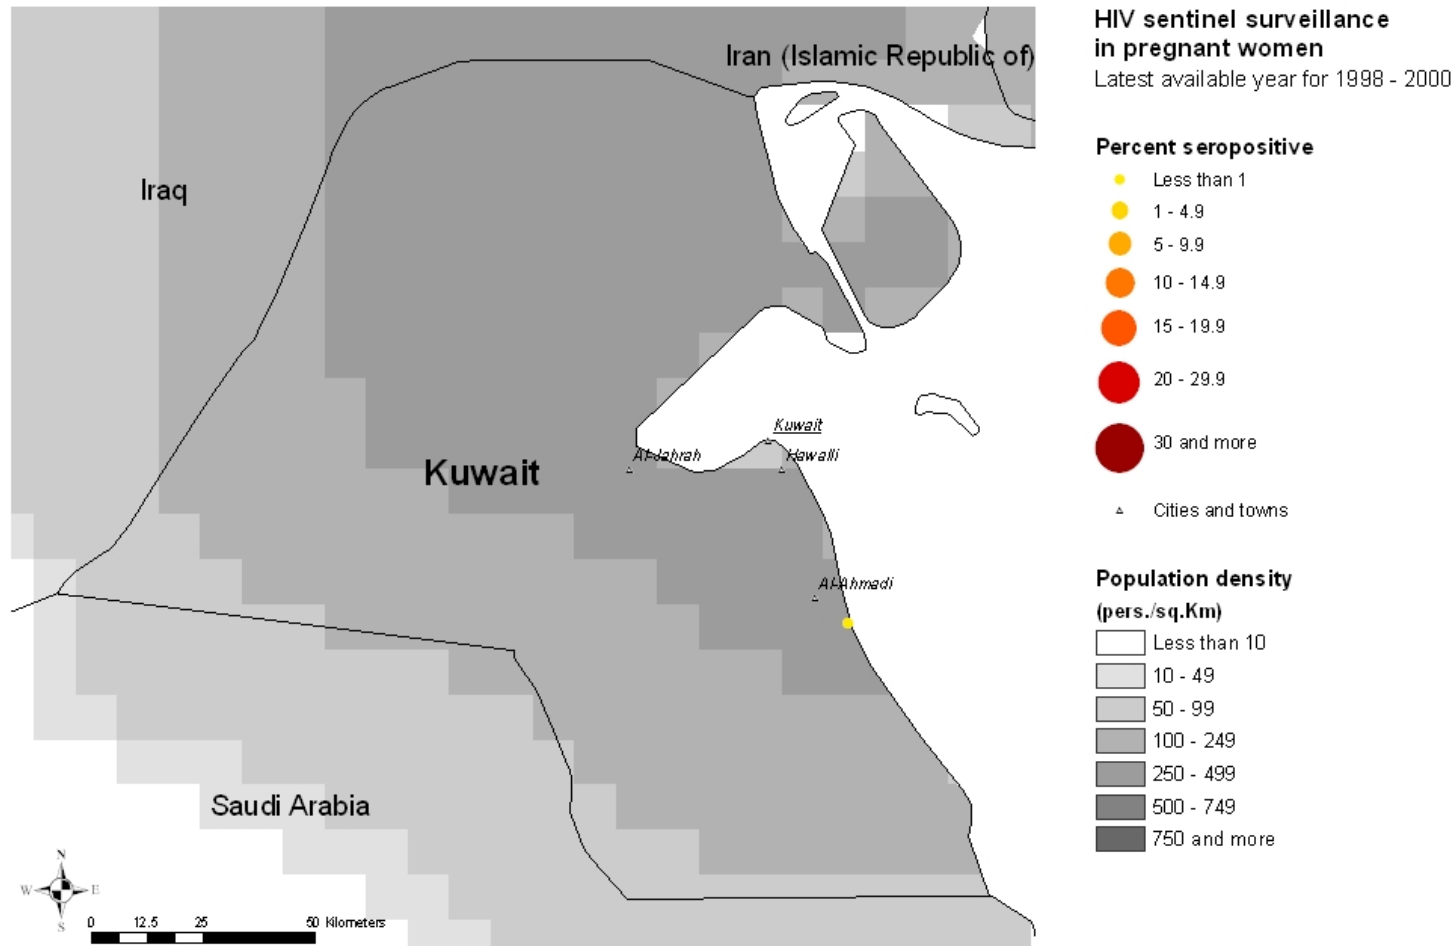 Iran (Islamic Republic of)
Iraq
Kuwait
Al-Jahrah
Hawalli
Kuwait
Al-Ahmadi
Saudi Arabia
N
W E
S
0 12.5 25 50 Kilometers
HIV sentinel surveillance
in pregnant women
Latest available year for 1998 - 2000
Percent seropositive
Less than 1
1 - 4.9
5 - 9.9
10 - 14.9
15 - 19.9
20 - 29.9
30 and more
Cities and towns
Population density
(pers./sq.Km)
Less than 10
10 - 49
50 - 99
100 - 249
250 - 499
500 - 749
750 and more